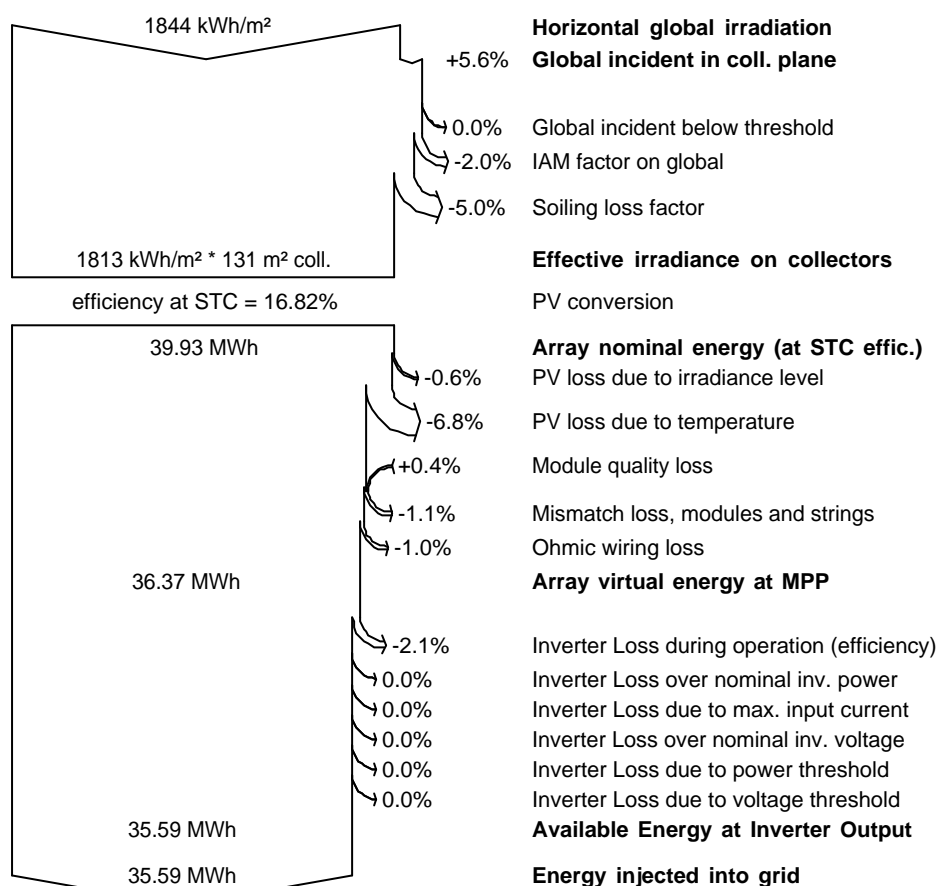 1844 kWh/m² Horizontal global irradiation
+5.6% Global incident in coll. plane
0.0% Global incident below threshold
-2.0% IAM factor on global
-5.0% Soiling loss factor
1813 kWh/m² * 131 m² coll. Effective irradiance on collectors
efficiency at STC = 16.82% PV conversion
39.93 MWh Array nominal energy (at STC effic.)
-0.6% PV loss due to irradiance level
-6.8% PV loss due to temperature
+0.4% Module quality loss
-1.1% Mismatch loss, modules and strings
-1.0% Ohmic wiring loss
36.37 MWh Array virtual energy at MPP
-2.1% Inverter Loss during operation (efficiency)
0.0% Inverter Loss over nominal inv. power
0.0% Inverter Loss due to max. input current
0.0% Inverter Loss over nominal inv. voltage
0.0% Inverter Loss due to power threshold
0.0% Inverter Loss due to voltage threshold
35.59 MWh Available Energy at Inverter Output
35.59 MWh Energy injected into grid